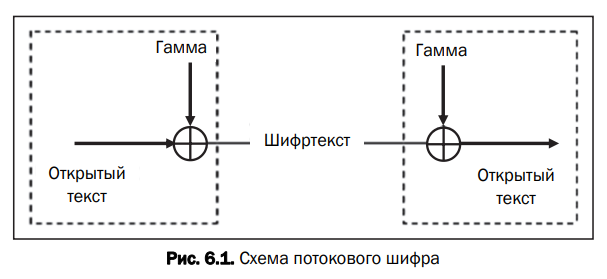 Гамма
Гамма
Шифртекст
Открытый
текст
Открытый
текст
Рис. 6.1. Схема потокового шифра